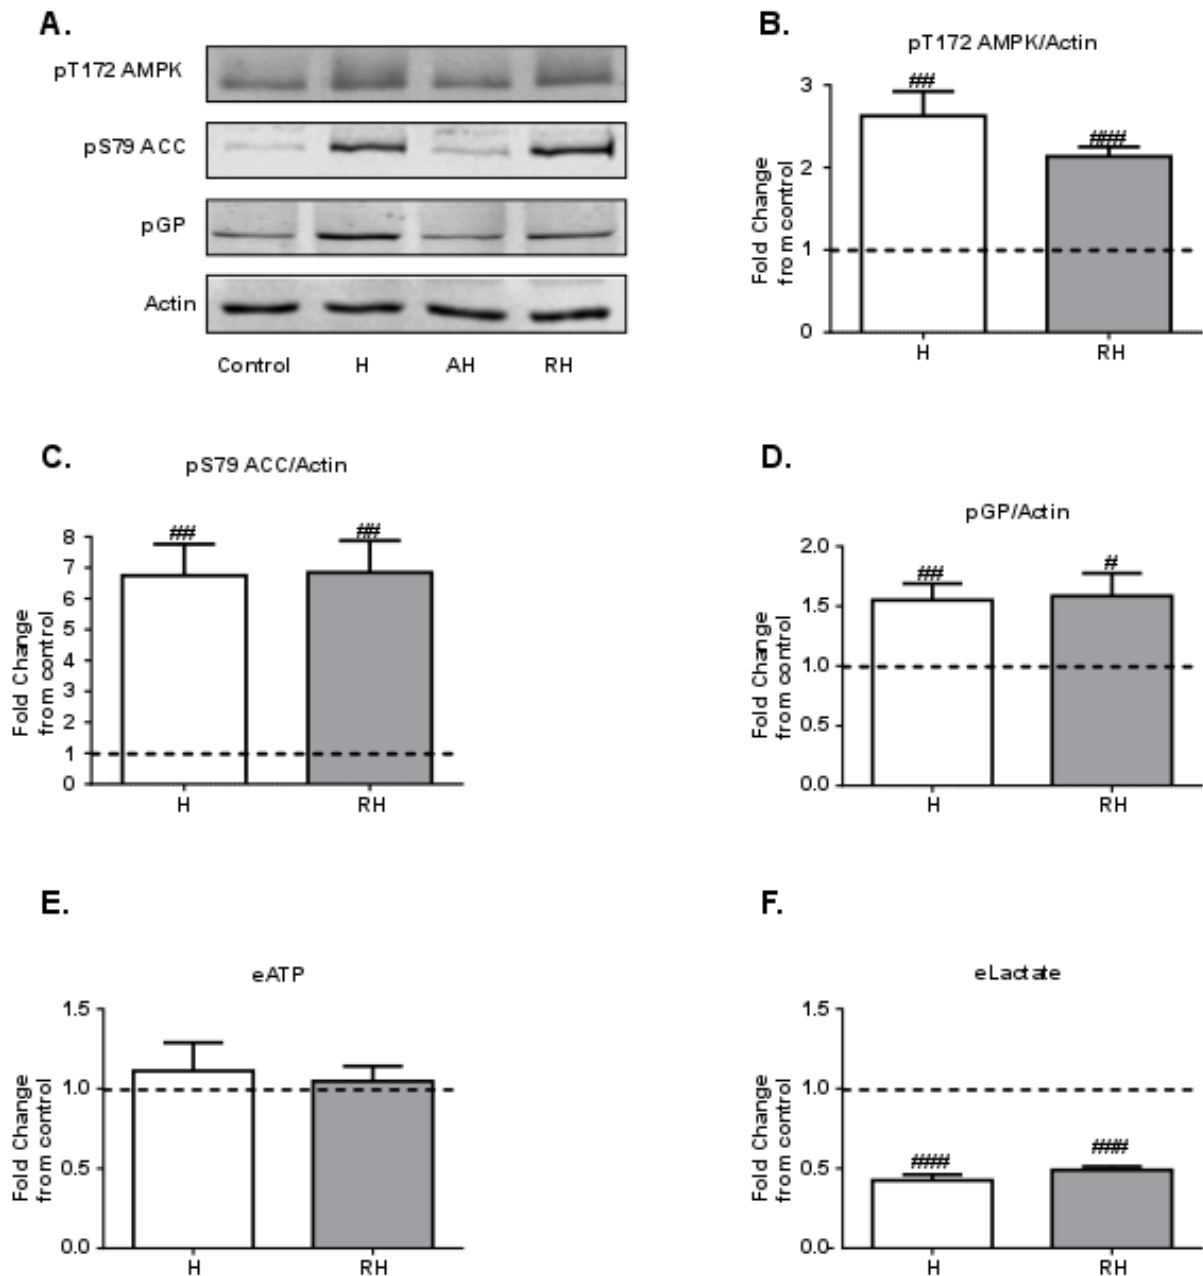 A.
pT172 AMPK
pS79 ACC
pGP
Actin
Control H AH RH
B.
pT172 AMPK/Actin
Fold Change
from control
3
2
1
0
##
###
H RH
C.
pS79 ACC/Actin
Fold Change
from control
8
7
6
5
4
3
2
1
0
##
##
H RH
D.
pGP/Actin
Fold Change
from control
2.0
1.5
1.0
0.5
0.0
##
#
H RH
E.
eATP
Fold Change
from control
1.5
1.0
0.5
0.0
H RH
F.
eLactate
Fold Change
from control
1.5
1.0
0.5
0.0
####
####
H RH